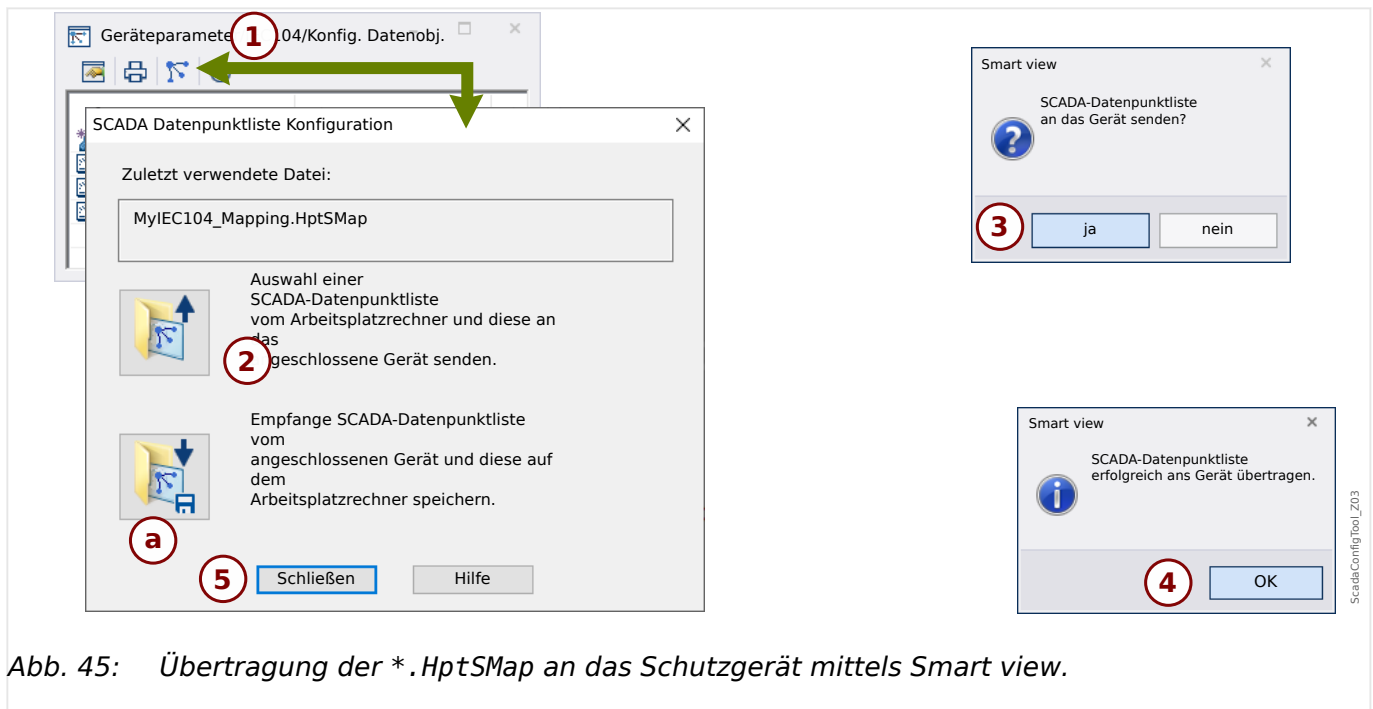 Geräteparamete 104/Konfig. Datenobj.
1
SCADA Datenpunktliste Konfiguration
Zuletzt verwendete Datei:
MyIEC104_Mapping.HptSMap
Auswahl einer
SCADA-Datenpunktliste
vom Arbeitsplatzrechner und diese an
das
geschlossene Gerät senden.
2
Empfange SCADA-Datenpunktliste
vom
angeschlossenen Gerät und diese auf
dem
Arbeitsplatzrechner speichern.
a
5
Schließen
Hilfe
Smart view
SCADA-Datenpunktliste
an das Gerät senden?
3
ja
nein
Smart view
SCADA-Datenpunktliste
erfolgreich ans Gerät übertragen.
4
OK
ScadaConfigTool_Z03
Abb. 45: Übertragung der *.HptSMap an das Schutzgerät mittels Smart view.